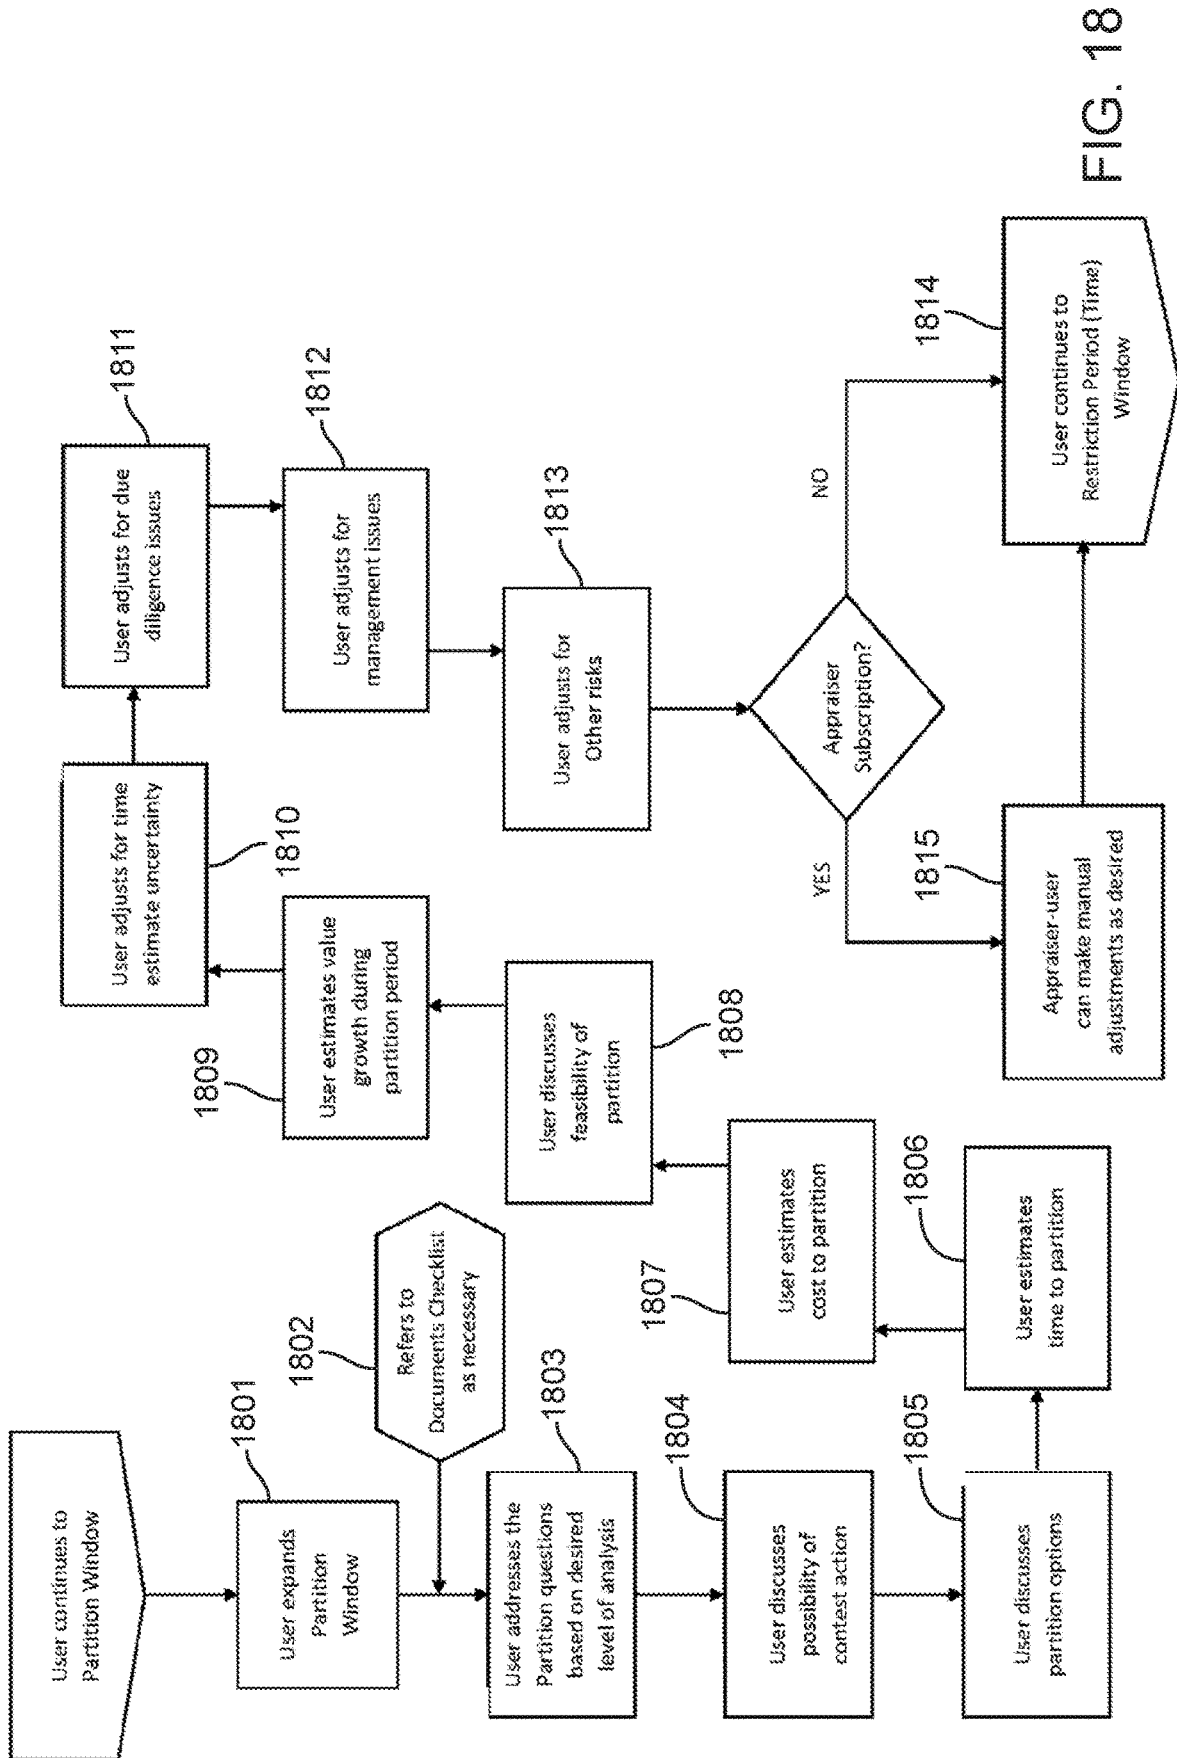 User continues to
Partition Window
User expands
Partition
Window
1801
Refers to
Documents Checklist
as necessary
1802
User addresses the
Partition questions
based on desired
level of analysis
1803
User discusses
possibility of
contest action
1804
User discusses
partition options
1805
User estimates
time to partition
1806
User estimates
cost to partition
1807
User discusses
feasibility of
partition
1808
User estimates value
growth during
partition period
1809
User adjusts for time
estimate uncertainty
1810
User adjusts for due
diligence issues
1811
User adjusts for
management issues
1812
User adjusts for
Other risks
1813
Appraiser
Subscription?
YES
NO
Appraiser-user
can make manual
adjustments as desired
1815
User continues to
Restriction Period (Time)
Window
1814
FIG. 18